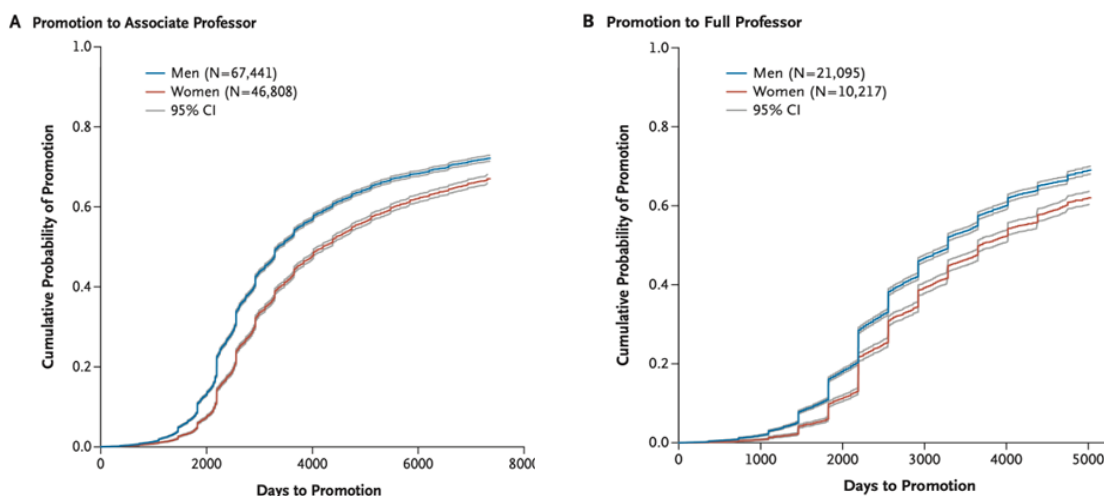 A Promotion to Associate Professor
1.0
Men (N=67,441)
Women (N=46,808)
95% CI
0.8
0.6
0.4
0.2
0.0
Cumulative Probability of Promotion
0 2000 4000 6000 8000
Days to Promotion
B Promotion to Full Professor
1.0
Men (N=21,095)
Women (N=10,217)
95% CI
0.8
0.6
0.4
0.2
0.0
Cumulative Probability of Promotion
0 1000 2000 3000 4000 5000
Days to Promotion